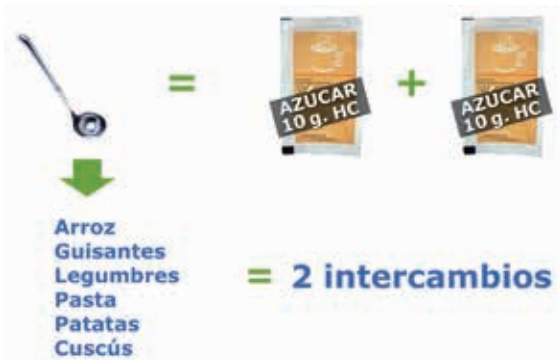 =
AZÚCAR
10 g. HC
+
AZÚCAR
10 g. HC
Arroz
Guisantes
Legumbres
Pasta
Patatas
Cuscús
= 2 intercambios